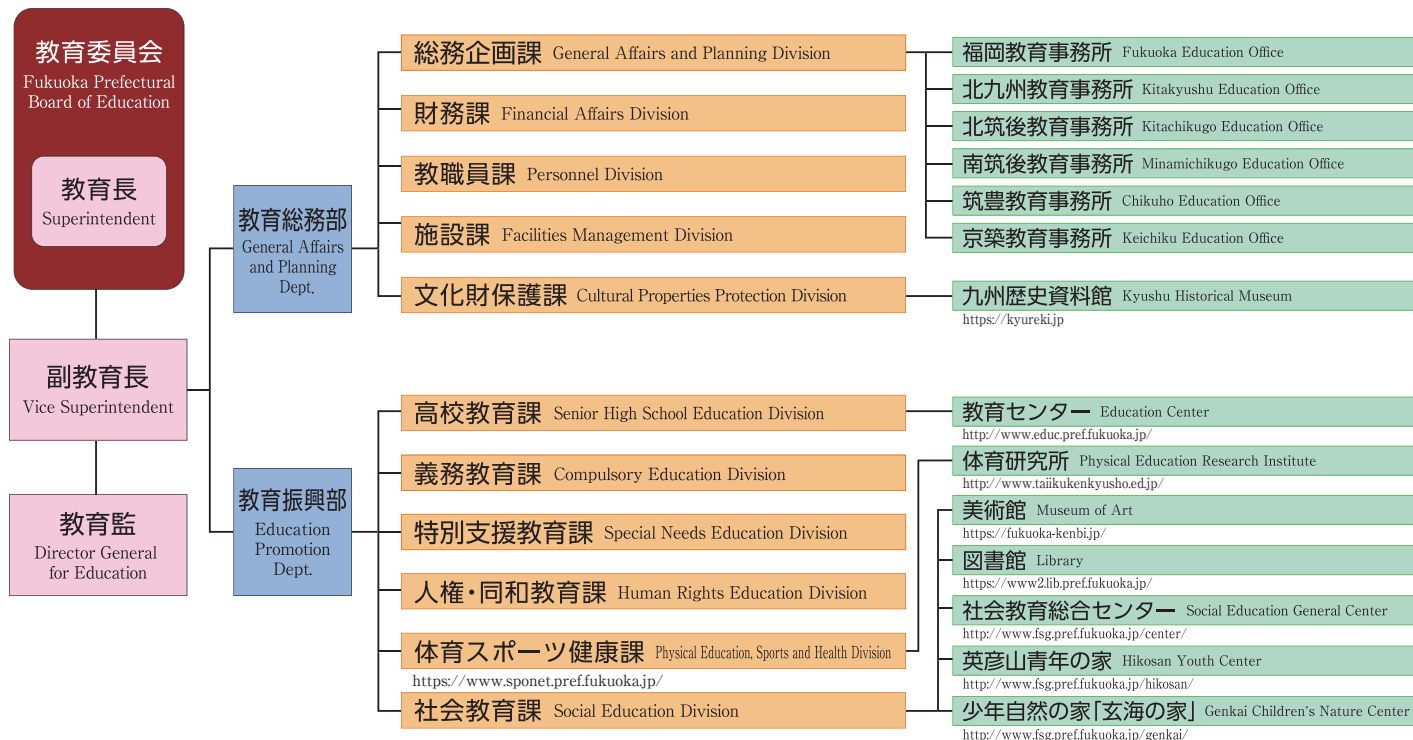 教育委員会
Fukuoka Prefectural
Board of Education
教育長
Superintendent
副教育長
Vice Superintendent
教育監
Director General
for Education
教育総務部
General Affairs
and Planning
Dept.
総務企画課 General Affairs and Planning Division
財務課 Financial Affairs Division
教職員課 Personnel Division
施設課 Facilities Management Division
文化財保護課 Cultural Properties Protection Division
福岡教育事務所 Fukuoka Education Office
北九州教育事務所 Kitakyushu Education Office
北筑後教育事務所 Kitachikugo Education Office
南筑後教育事務所 Minamichikugo Education Office
筑豊教育事務所 Chikuho Education Office
京築教育事務所 Keichiku Education Office
九州歴史資料館 Kyushu Historical Museum
https://kyureki.jp
教育振興部
Education
Promotion
Dept.
高校教育課 Senior High School Education Division
義務教育課 Compulsory Education Division
特別支援教育課 Special Needs Education Division
人権・同和教育課 Human Rights Education Division
体育スポーツ健康課 Physical Education, Sports and Health Division
https://www.sponet.pref.fukuoka.jp/
社会教育課 Social Education Division
教育センター Education Center
http://www.educ.pref.fukuoka.jp/
体育研究所 Physical Education Research Institute
http://www.taiikukenkyusho.ed.jp/
美術館 Museum of Art
https://fukuoka-kenbi.jp/
図書館 Library
https://www2.lib.pref.fukuoka.jp/
社会教育総合センター Social Education General Center
http://www.fsg.pref.fukuoka.jp/center/
英彦山青年の家 Hikosan Youth Center
http://www.fsg.pref.fukuoka.jp/hikosan/
少年自然の家「玄海の家」 Genkai Children's Nature Center
http://www.fsg.pref.fukuoka.jp/genkai/